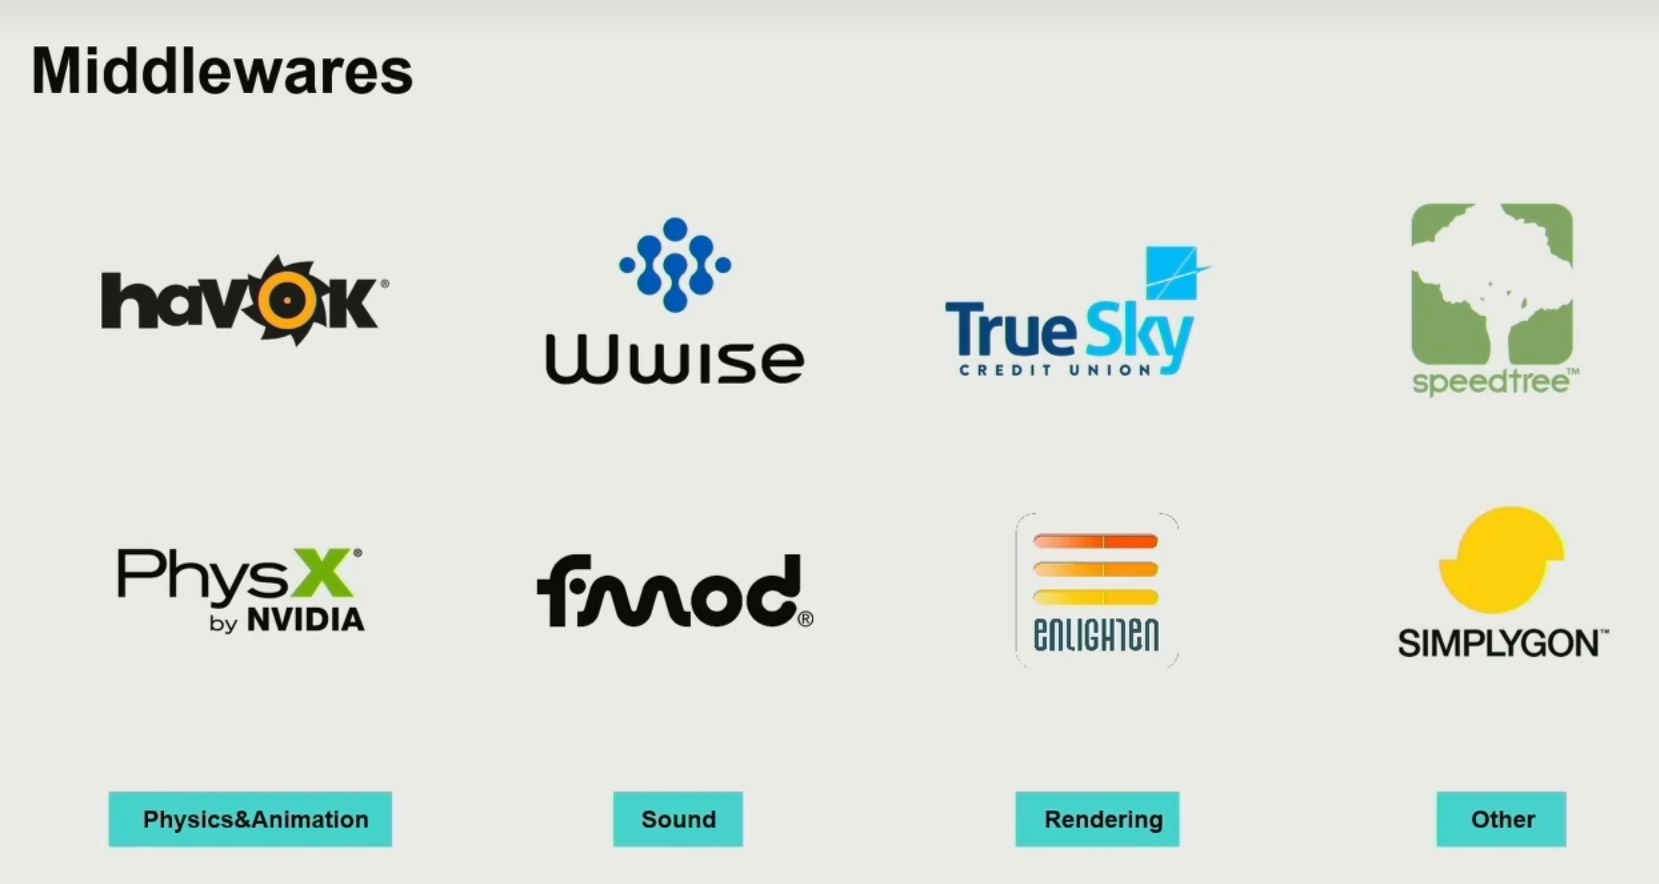 Middlewares
havok®
Wwise
True Sky
CREDIT UNION
speedtree™
PhysX®
by NVIDIA
fmod®
ENLIGHTEN
SIMPLYGON™
Physics&Animation
Sound
Rendering
Other